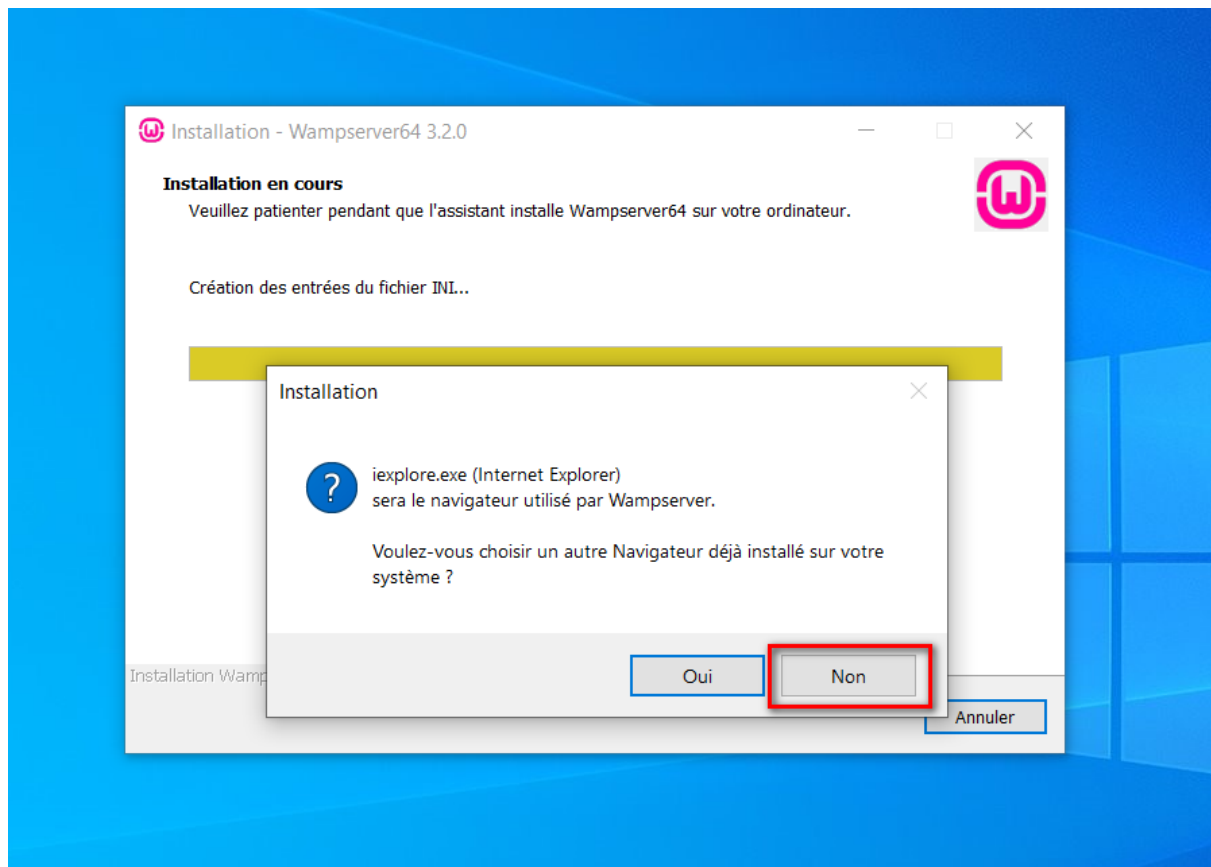 Installation - Wampserver64 3.2.0
Installation en cours
Veuillez patienter pendant que l'assistant installe Wampserver64 sur votre ordinateur.
Création des entrées du fichier INI...
Installation
?
iexplore.exe (Internet Explorer)
sera le navigateur utilisé par Wampserver.
Voulez-vous choisir un autre Navigateur déjà installé sur votre
système ?
Oui
Non
Installation Wamp
Annuler